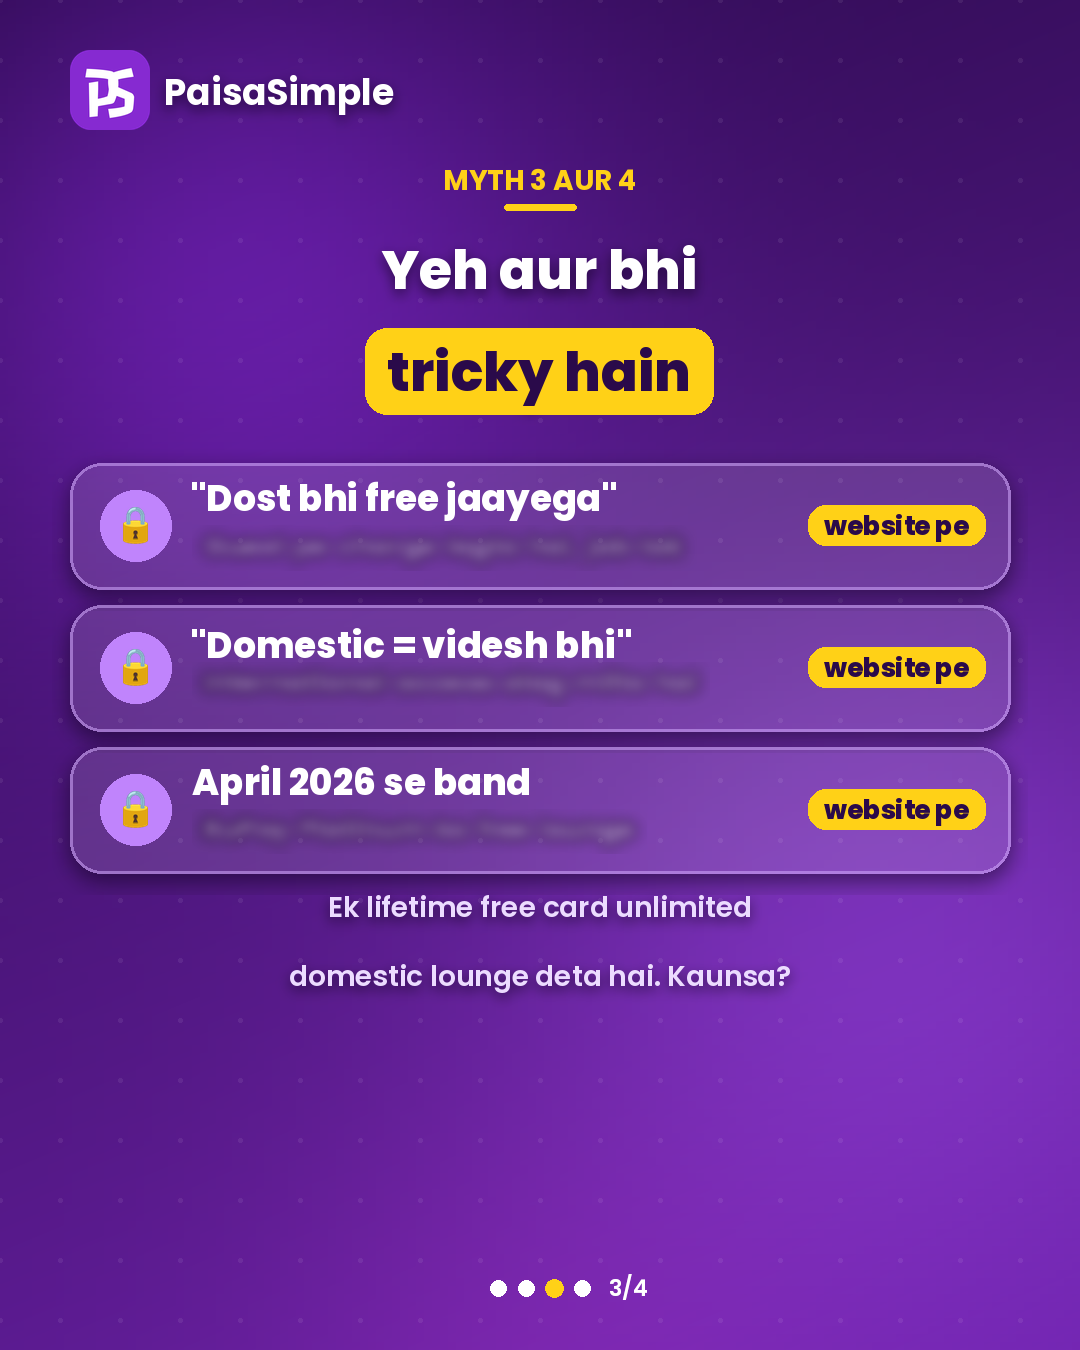 PaisaSimple
MYTH 3 AUR 4
Yeh aur bhi
tricky hain
"Dost bhi free jaayega"
website pe
"Domestic = videsh bhi"
website pe
April 2026 se band
website pe
Ek lifetime free card unlimited
domestic lounge deta hai. Kaunsa?
3/4